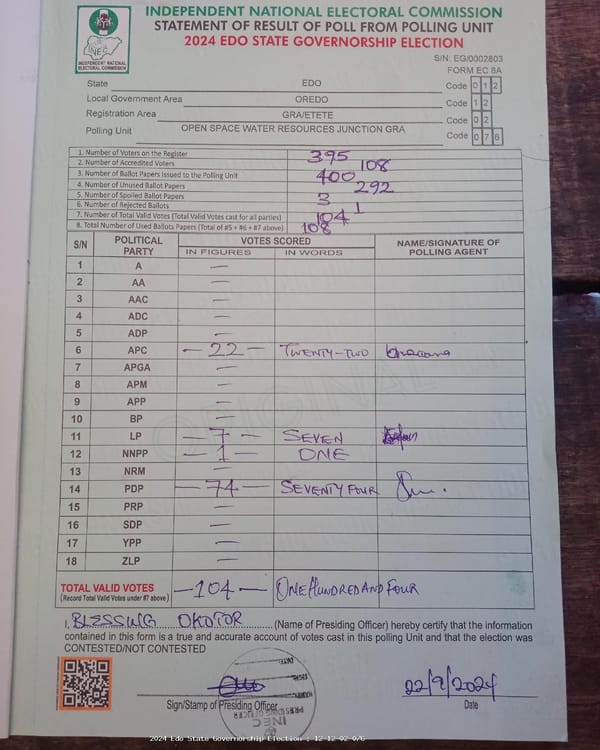 INDEPENDENT NATIONAL ELECTORAL COMMISSION
STATEMENT OF RESULT OF POLL FROM POLLING UNIT
2024 EDO STATE GOVERNORSHIP ELECTION
INEC
INDEPENDENT NATIONAL ELECTORAL COMMISSION
S/N: EG/0002803
FORM EC 8A
State EDO Code 0 1 2
Local Government Area OREDO Code 1 2
Registration Area GRA/ETETE Code 0 2
Polling Unit OPEN SPACE WATER RESOURCES JUNCTION GRA Code 0 7 6
1. Number of Voters on the Register 395
2. Number of Accredited Voters 108
3. Number of Ballot Papers Issued to the Polling Unit 400
4. Number of Unused Ballot Papers 292
5. Number of Spoiled Ballot Papers 3
6. Number of Rejected Ballots 1
7. Number of Total Valid Votes (Total Valid Votes cast for all parties) 104
8. Total Number of Used Ballots Papers (Total of #5 + #6 + #7 above) 108
S/N POLITICAL PARTY VOTES SCORED NAME/SIGNATURE OF POLLING AGENT
IN FIGURES IN WORDS
1 A —
2 AA —
3 AAC —
4 ADC —
5 ADP —
6 APC — 22 — TWENTY-TWO
7 APGA —
8 APM —
9 APP —
10 BP —
11 LP — 7 — SEVEN
12 NNPP — 1 — ONE
13 NRM —
14 PDP — 74 — SEVENTY FOUR
15 PRP —
16 SDP —
17 YPP —
18 ZLP —
TOTAL VALID VOTES — 104 — ONE HUNDRED AND FOUR
(Record Total Valid Votes under #7 above)
ORIGINAL
I, BLESSING OKOTOR (Name of Presiding Officer) hereby certify that the information
contained in this form is a true and accurate account of votes cast in this polling Unit and that the election was
CONTESTED/NOT CONTESTED
22/9/2024
Sign/Stamp of Presiding Officer Date
INEC
PRESIDING OFFICER
DATE:
2024 Edo State Governorship Election : 12-12-02-076